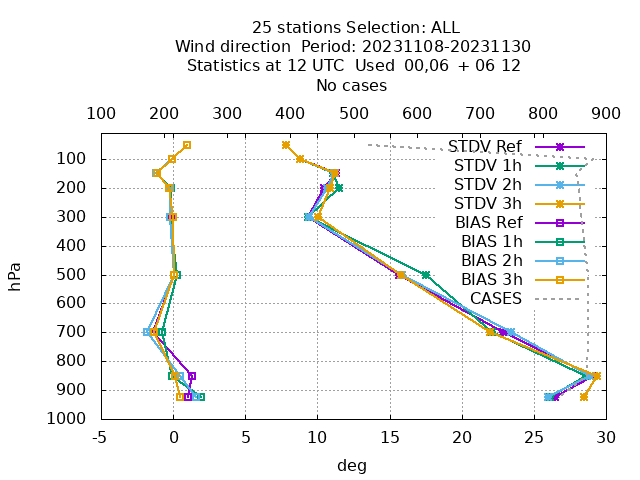 25 stations Selection: ALL
Wind direction  Period: 20231108-20231130
Statistics at 12 UTC  Used  00,06  + 06 12
No cases
100 200 300 400 500 600 700 800 900
STDV Ref
100
STDV 1h
STDV 2h
200
STDV 3h
300
BIAS Ref
BIAS 1h
400
BIAS 2h
500
BIAS 3h
CASES
600
700
800
900
1000
hPa
-5 0 5 10 15 20 25 30
deg